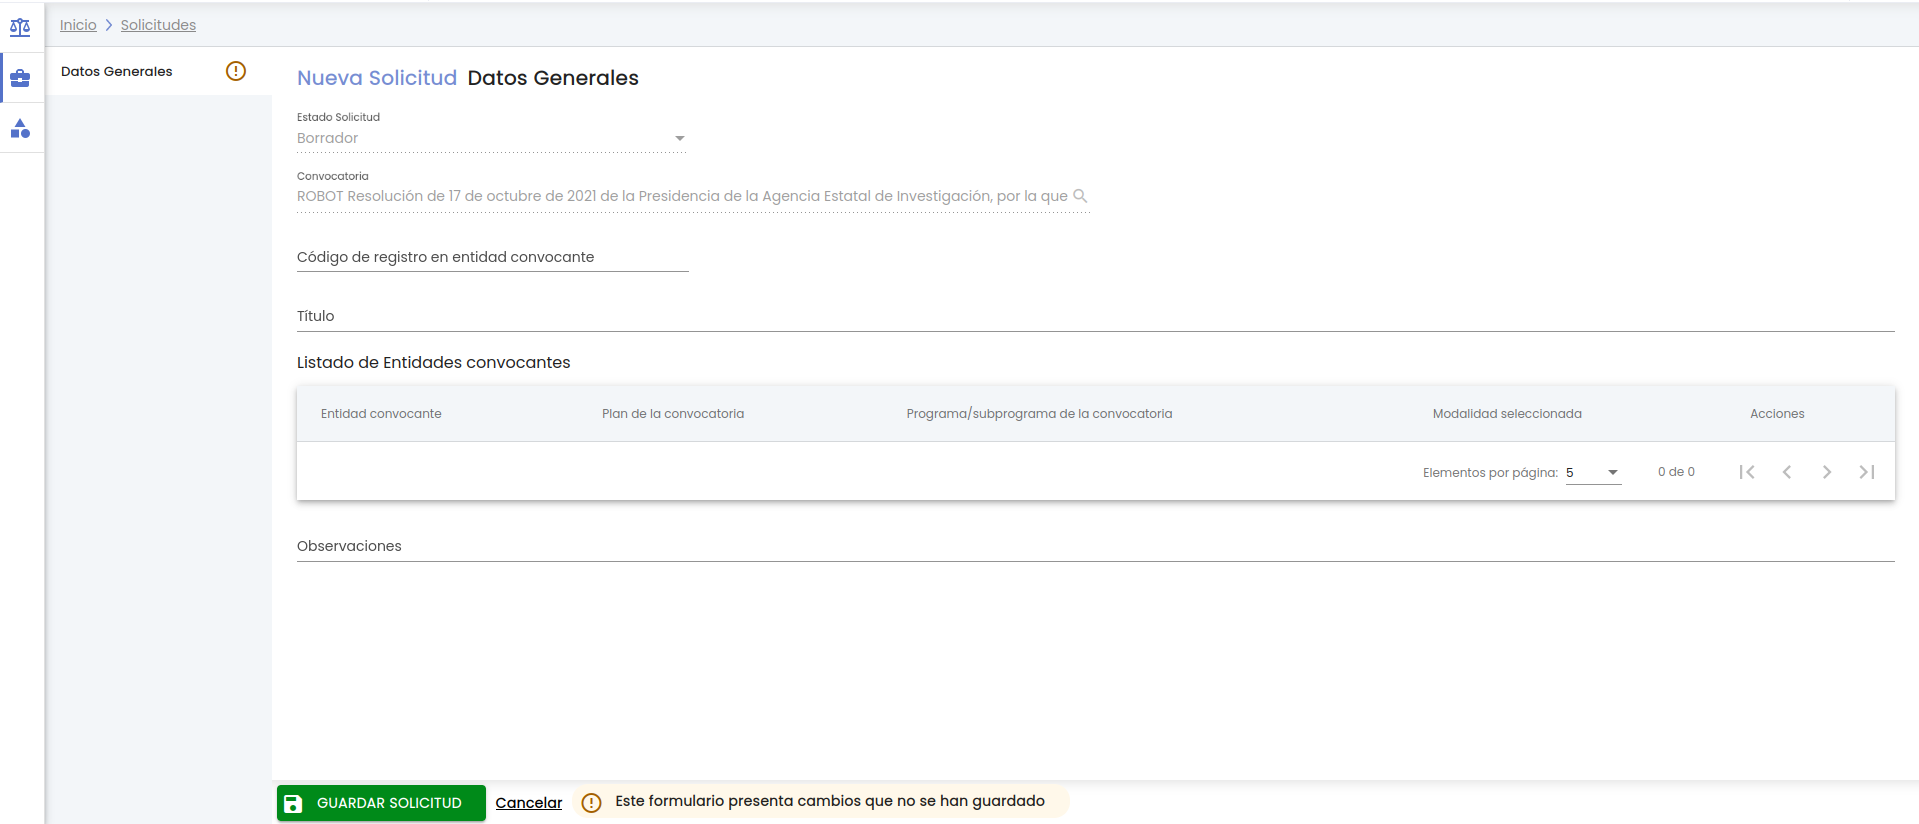 Inicio > Solicitudes
Datos Generales
Nueva Solicitud Datos Generales
Estado Solicitud
Borrador
Convocatoria
ROBOT Resolución de 17 de octubre de 2021 de la Presidencia de la Agencia Estatal de Investigación, por la que
Código de registro en entidad convocante
Título
Listado de Entidades convocantes
Entidad convocante Plan de la convocatoria Programa/subprograma de la convocatoria Modalidad seleccionada Acciones
Elementos por página: 5 0 de 0
Observaciones
GUARDAR SOLICITUD Cancelar Este formulario presenta cambios que no se han guardado